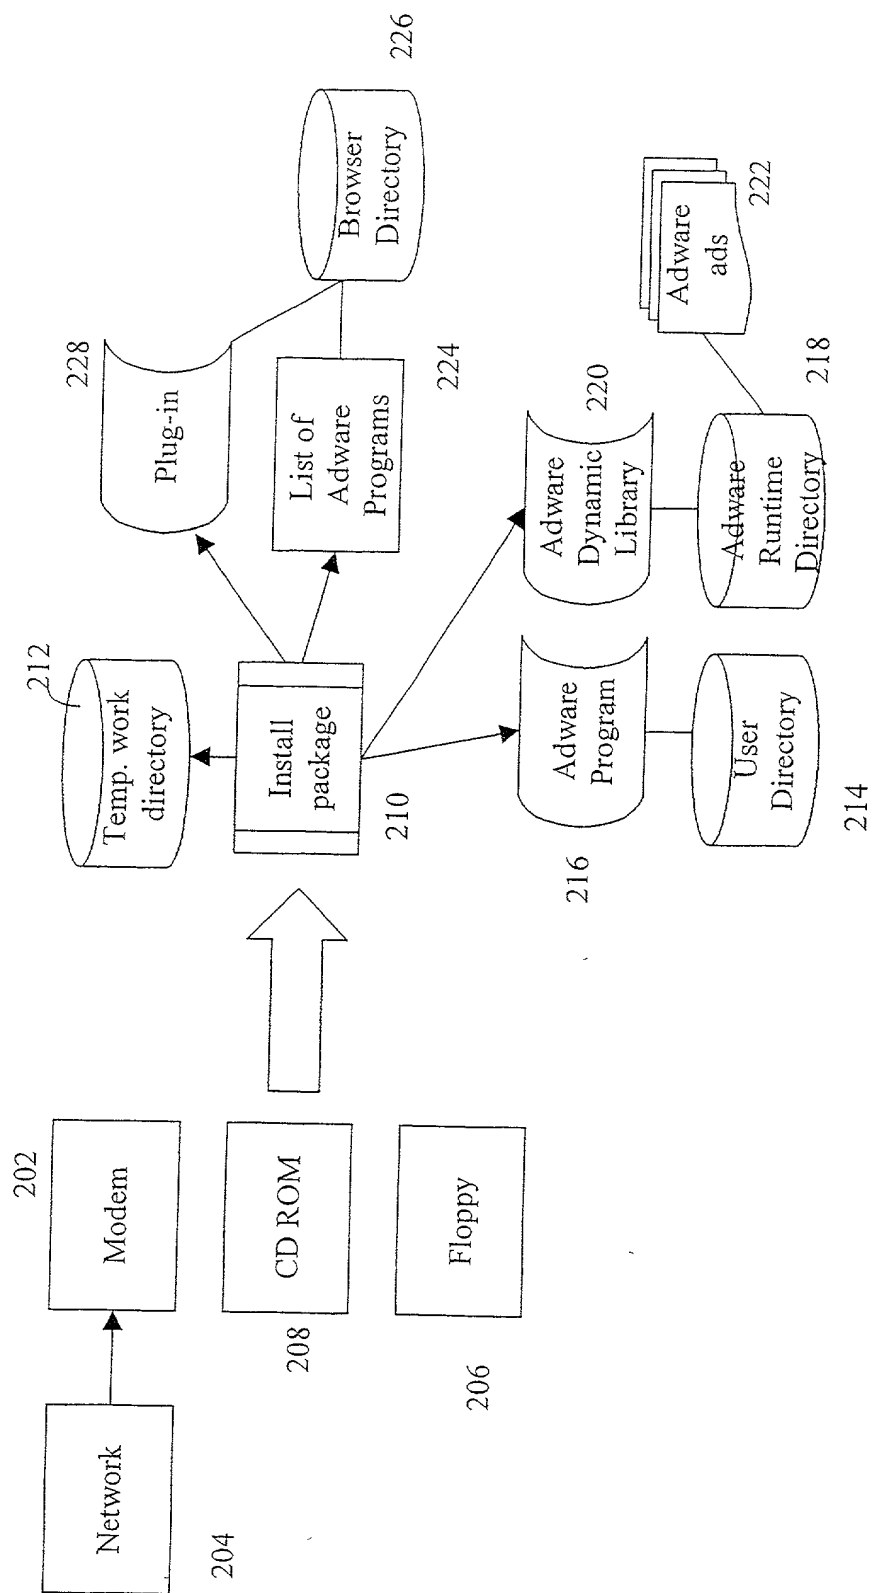 Network
204
202
Modem
CD ROM
208
Floppy
206
212
Temp. work
directory
Install
package
210
228
Plug-in
List of
Adware
Programs
224
Browser
Directory
226
Adware
Program
216
User
Directory
214
Adware
Dynamic
Library
220
Adware
Runtime
Directory
218
Adware
ads
222